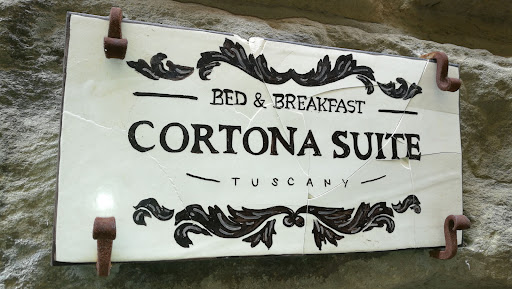 BED & BREAKFAST
CORTONA SUITE
TUSCANY